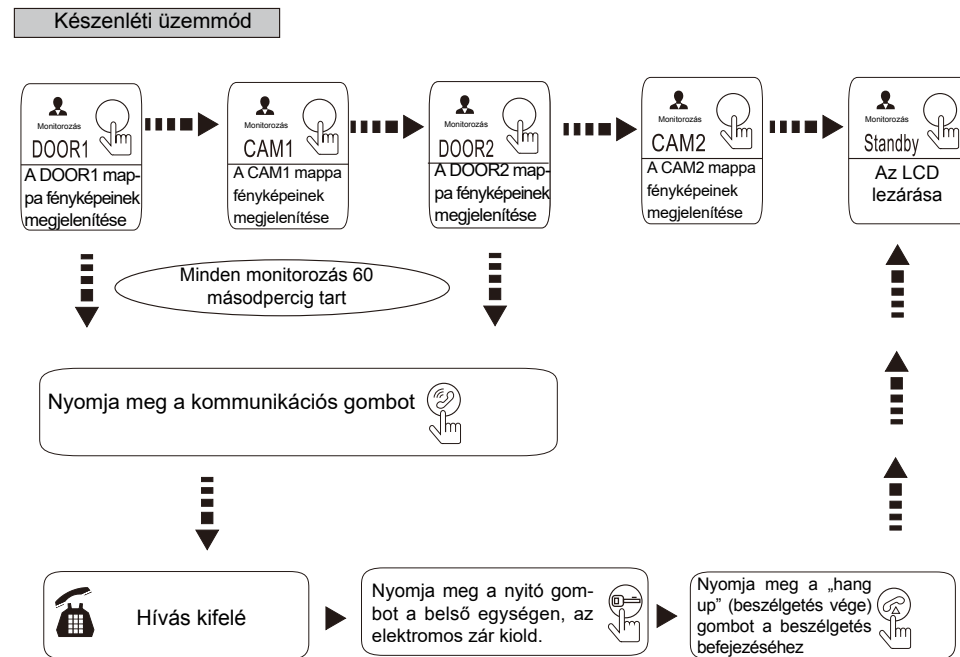 Készenléti üzemmód
Monitorozás
DOOR1
A DOOR1 map-
pa fényképeinek
megjelenítése
Monitorozás
CAM1
A CAM1 mappa
fényképeinek
megjelenítése
Monitorozás
DOOR2
A DOOR2 map-
pa fényképeinek
megjelenítése
Monitorozás
CAM2
A CAM2 mappa
fényképeinek
megjelenítése
Monitorozás
Standby
Az LCD
lezárása
Minden monitorozás 60
másodpercig tart
Nyomja meg a kommunikációs gombot
Hívás kifelé
Nyomja meg a nyitó gom-
bot a belső egységen, az
elektromos zár kiold.
Nyomja meg a „hang
up” (beszélgetés vége)
gombot a beszélgetés
befejezéséhez